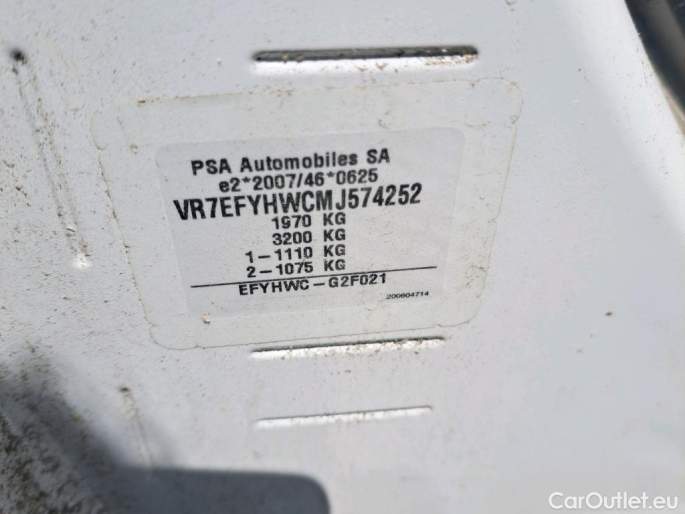 PSA Automobiles SA
e2*2007/46*0625
VR7EFYHWCMJ574252
1970 KG
3200 KG
1-1110 KG
2-1075 KG
EFYHWC-G2F021
200804714
CarOutlet.eu